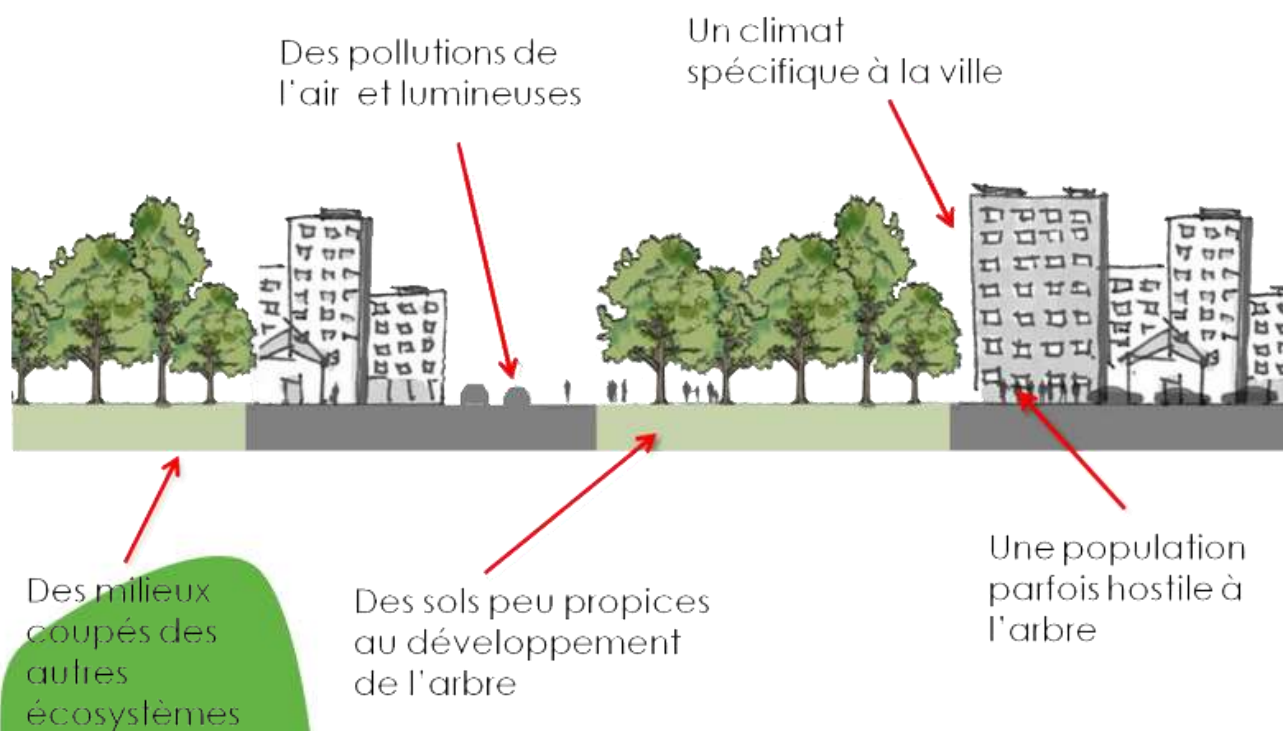 Des pollutions de
l'air et lumineuses
Un climat
spécifique à la ville
Des milieux
coupés des
autres
écosystèmes
Des sols peu propices
au développement
de l'arbre
Une population
parfois hostile à
l'arbre